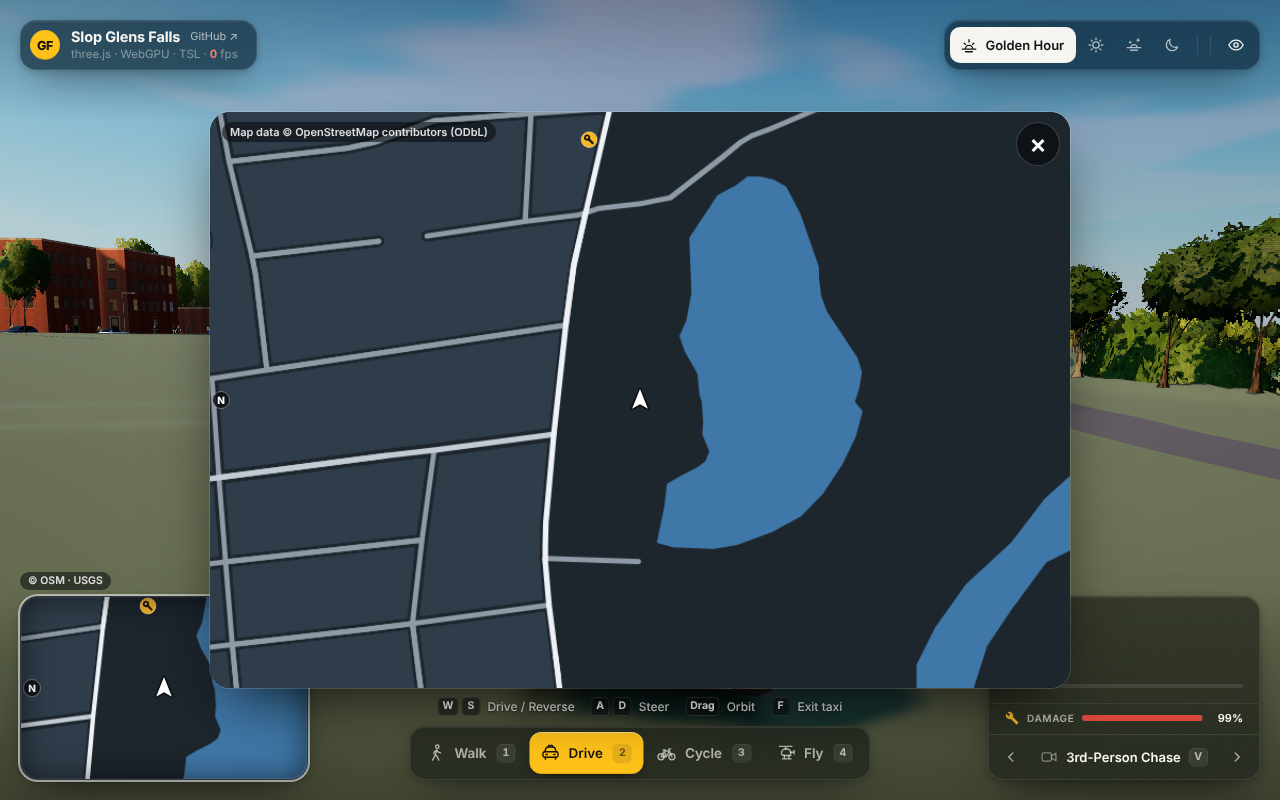 GF
Slop Glens Falls GitHub ↗
three.js · WebGPU · TSL · 0 fps
Golden Hour
Map data © OpenStreetMap contributors (ODbL)
×
N
© OSM · USGS
N
W S Drive / Reverse A D Steer Drag Orbit F Exit taxi
Walk 1 Drive 2 Cycle 3 Fly 4
DAMAGE 99%
3rd-Person Chase V